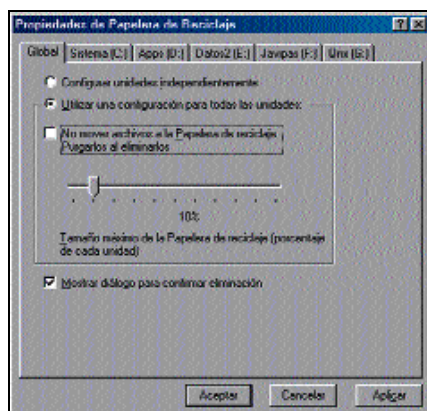 Propiedades de Papelera de Reciclaje
Global Sistema (C:) Apps (D:) Datos2 (E:) Javipas (F:) Unix (G:)
Configurar unidades independientemente
Utilizar una configuración para todas las unidades:
No mover archivos a la Papelera de reciclaje
Purgarlos al eliminarlos
10%
Tamaño máximo de la Papelera de reciclaje (porcentaje
de cada unidad)
Mostrar diálogo para confirmar eliminación
Aceptar Cancelar Aplicar